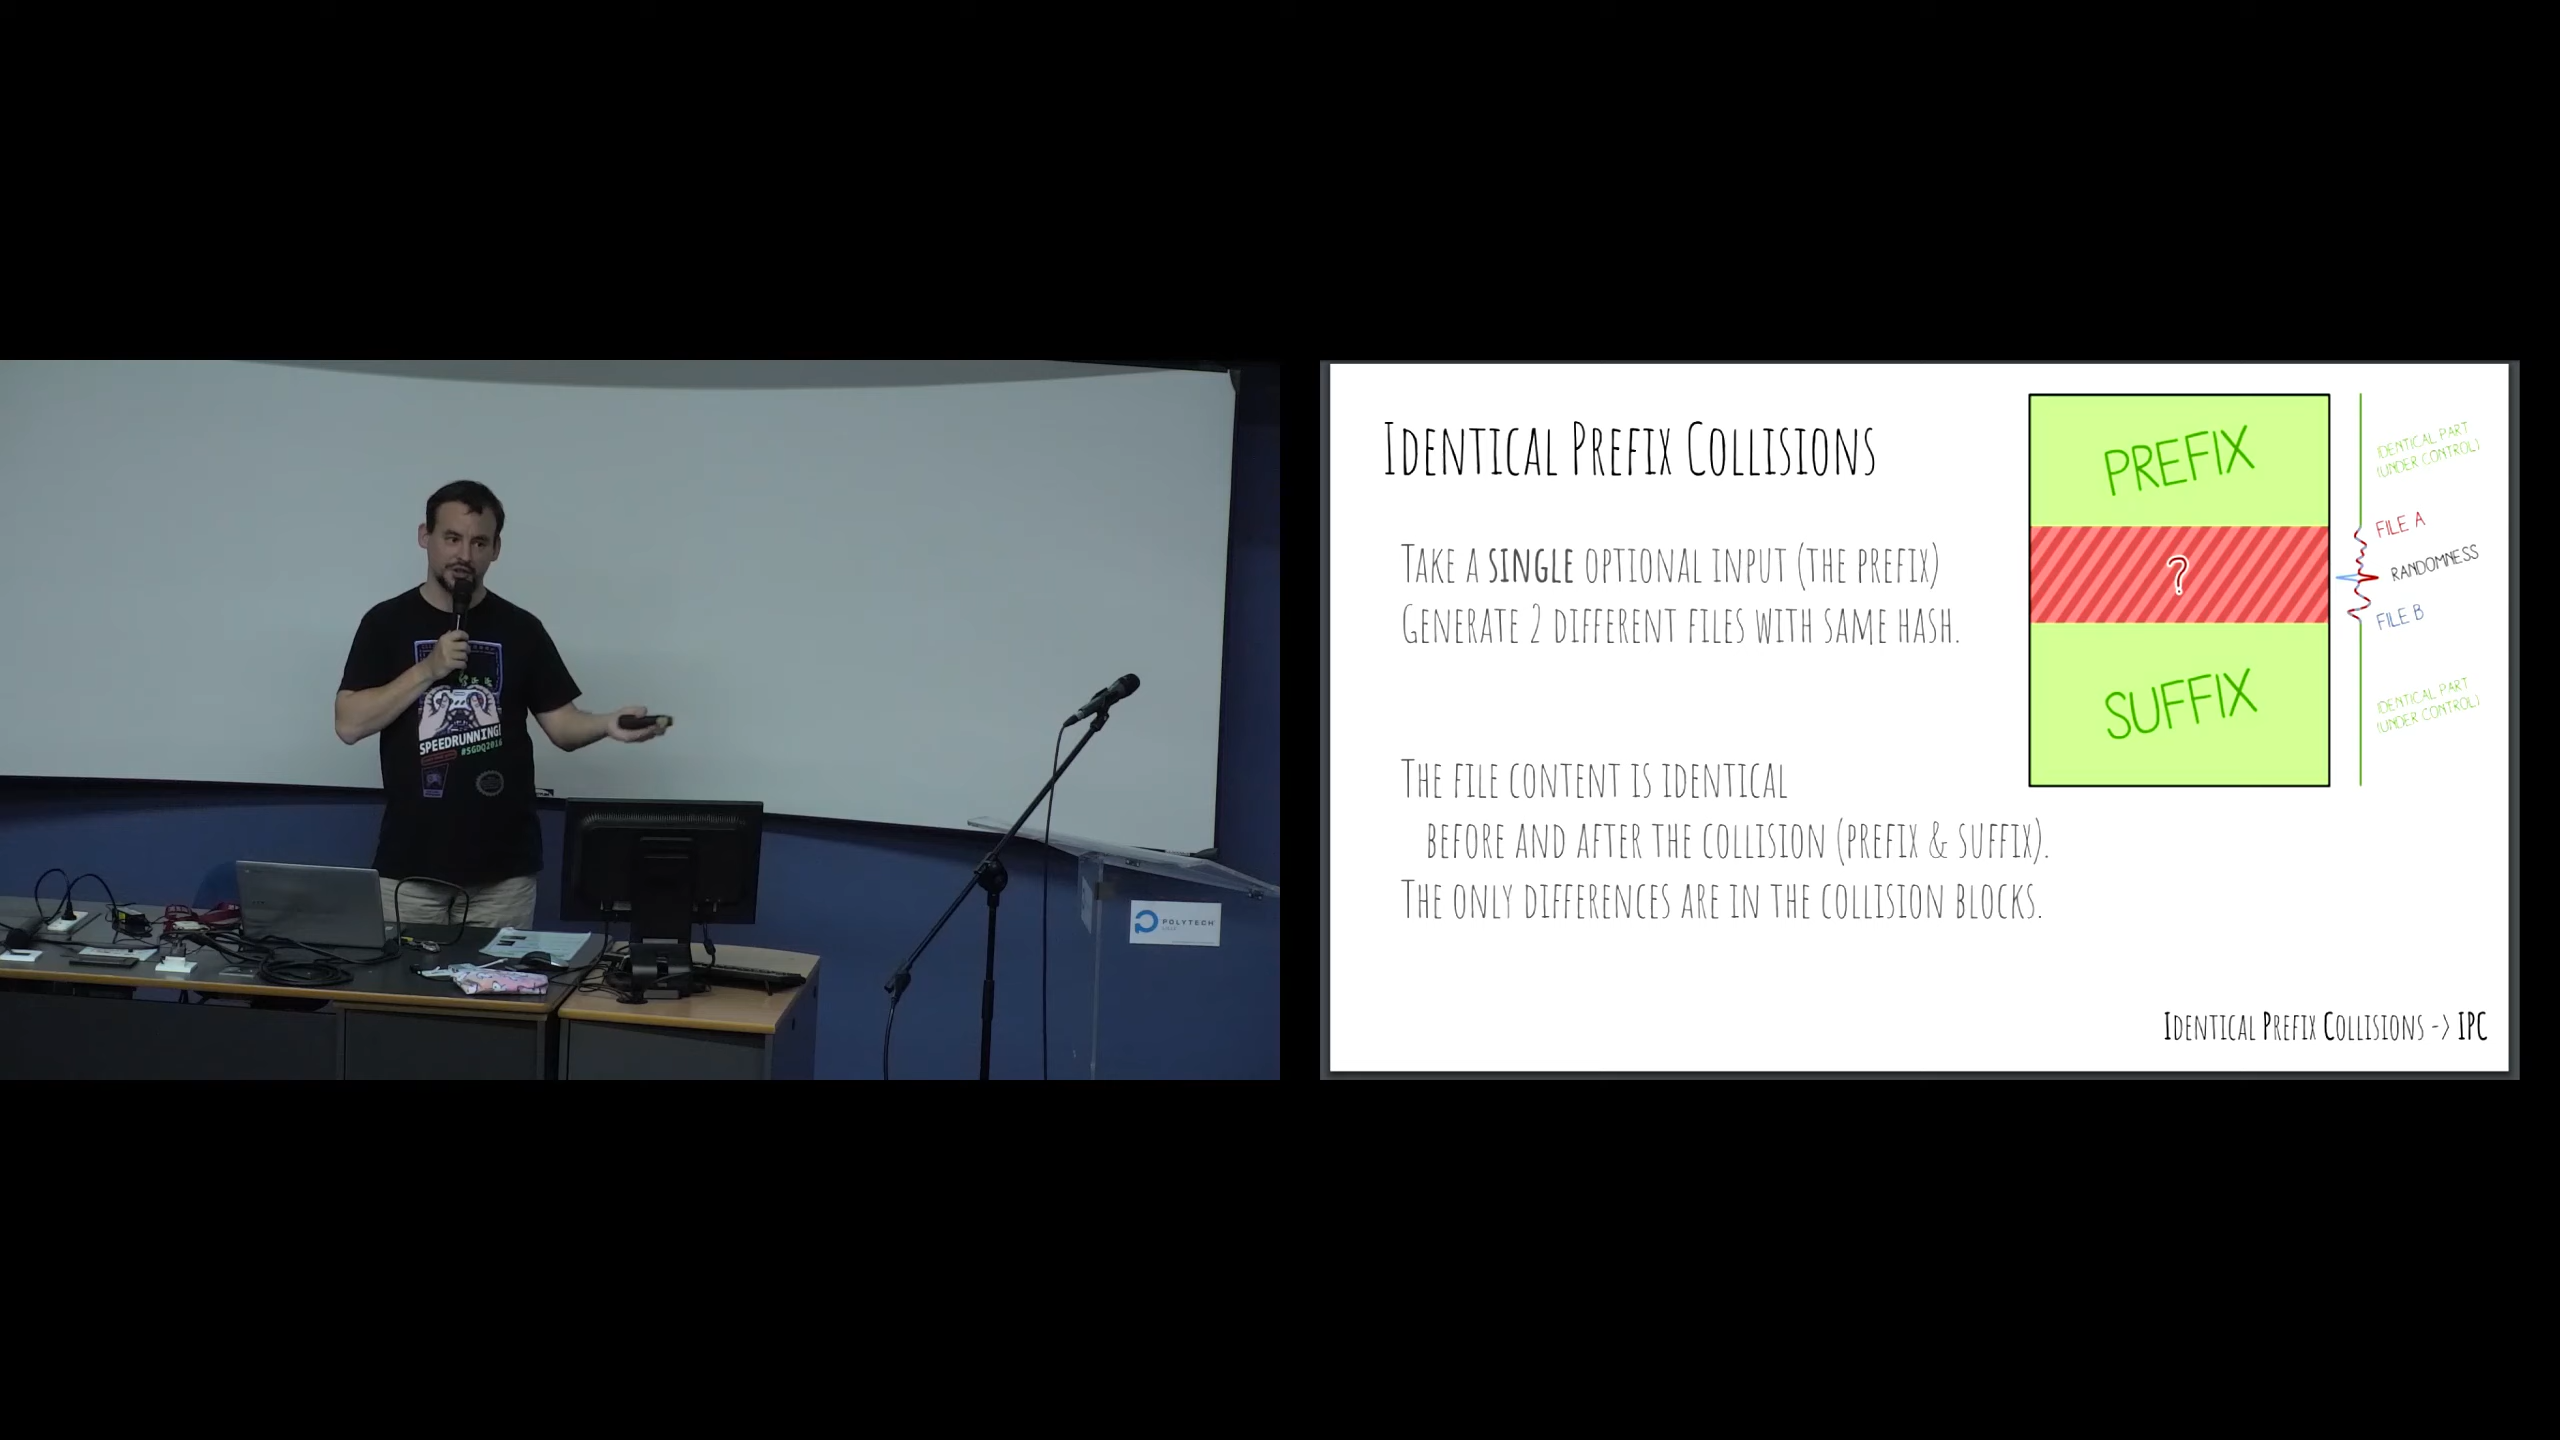 SPEEDRUNNING!
#SGDQ2016
POLYTECH
LILLE
IDENTICAL PREFIX COLLISIONS
TAKE A SINGLE OPTIONAL INPUT (THE PREFIX)
GENERATE 2 DIFFERENT FILES WITH SAME HASH.
THE FILE CONTENT IS IDENTICAL
BEFORE AND AFTER THE COLLISION (PREFIX & SUFFIX).
THE ONLY DIFFERENCES ARE IN THE COLLISION BLOCKS.
PREFIX
?
SUFFIX
IDENTICAL PART
(UNDER CONTROL)
FILE A
RANDOMNESS
FILE B
IDENTICAL PART
(UNDER CONTROL)
IDENTICAL PREFIX COLLISIONS -> IPC